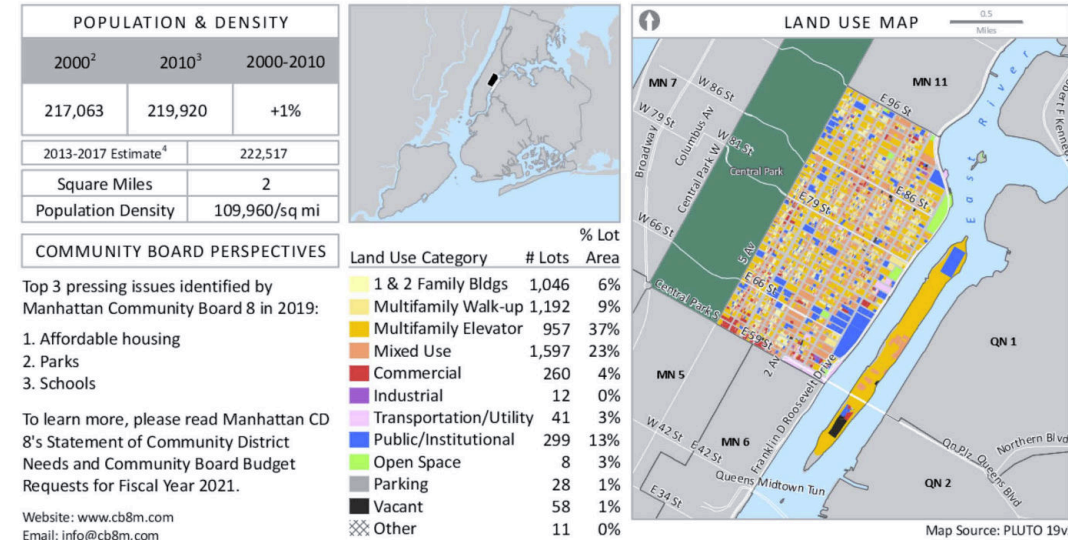 POPULATION & DENSITY
2000² 2010³ 2000-2010
217,063 219,920 +1%
2013-2017 Estimate⁴ 222,517
Square Miles 2
Population Density 109,960/sq mi
COMMUNITY BOARD PERSPECTIVES
Top 3 pressing issues identified by
Manhattan Community Board 8 in 2019:
1. Affordable housing
2. Parks
3. Schools
To learn more, please read Manhattan CD
8's Statement of Community District
Needs and Community Board Budget
Requests for Fiscal Year 2021.
Website: www.cb8m.com
Email: info@cb8m.com
% Lot
Land Use Category # Lots Area
1 & 2 Family Bldgs 1,046 6%
Multifamily Walk-up 1,192 9%
Multifamily Elevator 957 37%
Mixed Use 1,597 23%
Commercial 260 4%
Industrial 12 0%
Transportation/Utility 41 3%
Public/Institutional 299 13%
Open Space 8 3%
Parking 28 1%
Vacant 58 1%
Other 11 0%
LAND USE MAP
0.5
Miles
MN 7
MN 11
W 86 St
E 96 St
W 79 St
Columbus Av
W 81 St
Broadway
Central Park W
Central Park
East River
E 79 St
E 86 St
W 66 St
5 Av
E 66 St
Central Park S
E 59 St
2 Av
MN 5
QN 1
Franklin D Roosevelt Drive
W 42 St
E 42 St
MN 6
Queens Midtown Tun
E 34 St
Qn Plz
Queens Blvd
Northern Blvd
QN 2
Map Source: PLUTO 19v